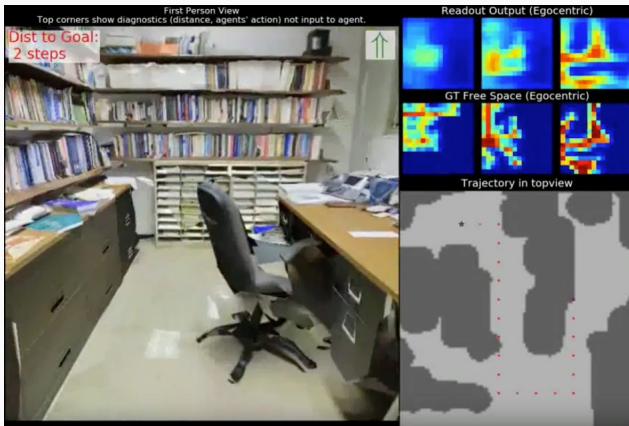 First Person View
Top corners show diagnostics (distance, agents' action) not input to agent.
Dist to Goal:
2 steps
Readout Output (Egocentric)
GT Free Space (Egocentric)
Trajectory in topview